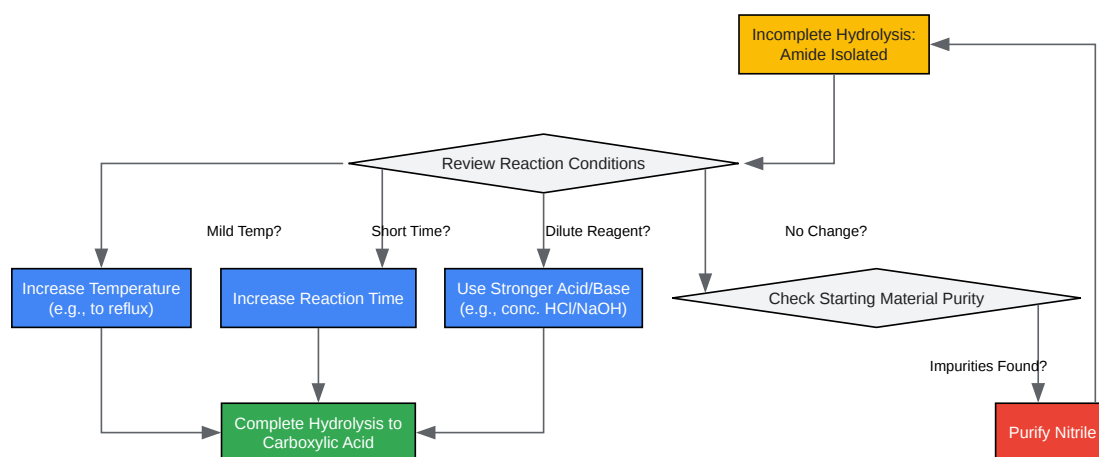 Incomplete Hydrolysis:
Amide Isolated
Review Reaction Conditions
Mild Temp?
Short Time?
Dilute Reagent?
No Change?
Increase Temperature
(e.g., to reflux)
Increase Reaction Time
Use Stronger Acid/Base
(e.g., conc. HCl/NaOH)
Check Starting Material Purity
Impurities Found?
Complete Hydrolysis to
Carboxylic Acid
Purify Nitrile